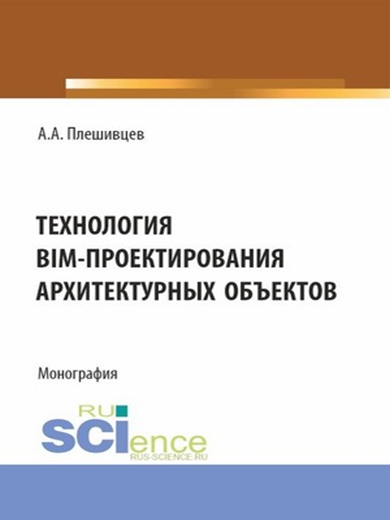 А.А. Плешивцев
ТЕХНОЛОГИЯ
BIM-ПРОЕКТИРОВАНИЯ
АРХИТЕКТУРНЫХ ОБЪЕКТОВ
Монография
RU
SCIence
RUS-SCIENCE.RU